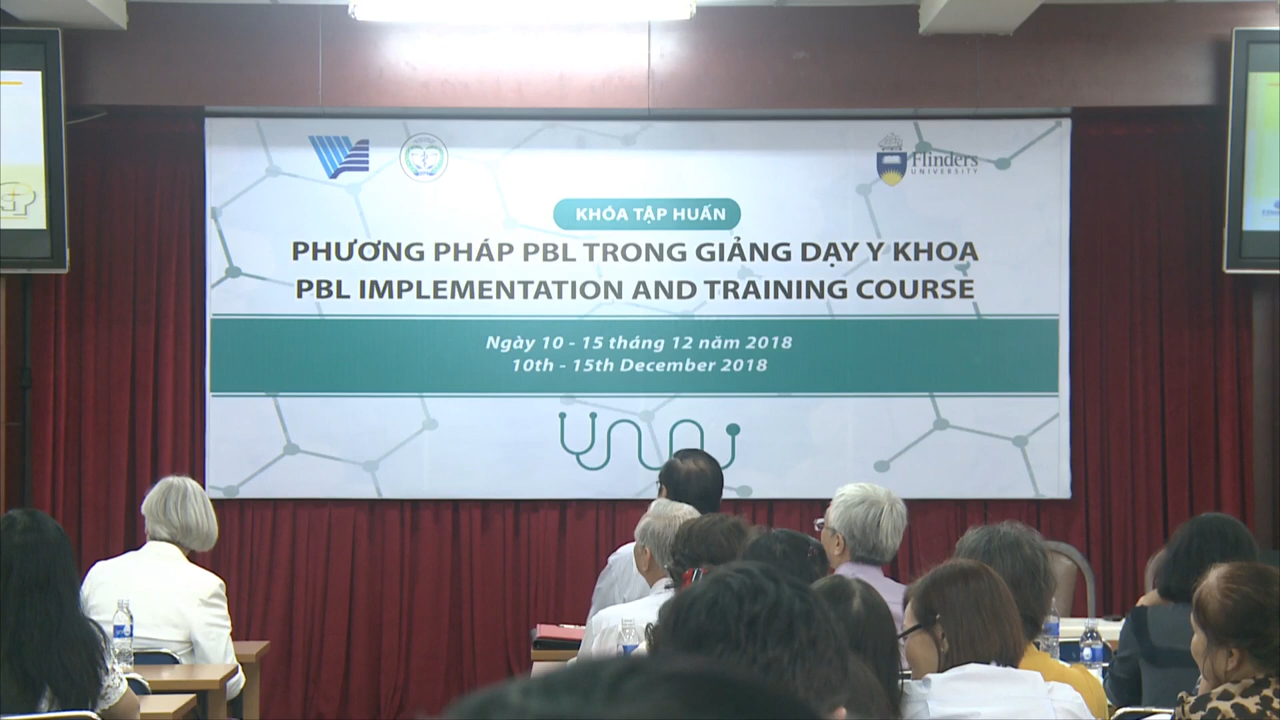 Flinders
UNIVERSITY
KHÓA TẬP HUẤN
PHƯƠNG PHÁP PBL TRONG GIẢNG DẠY Y KHOA
PBL IMPLEMENTATION AND TRAINING COURSE
Ngày 10 - 15 tháng 12 năm 2018
10th - 15th December 2018